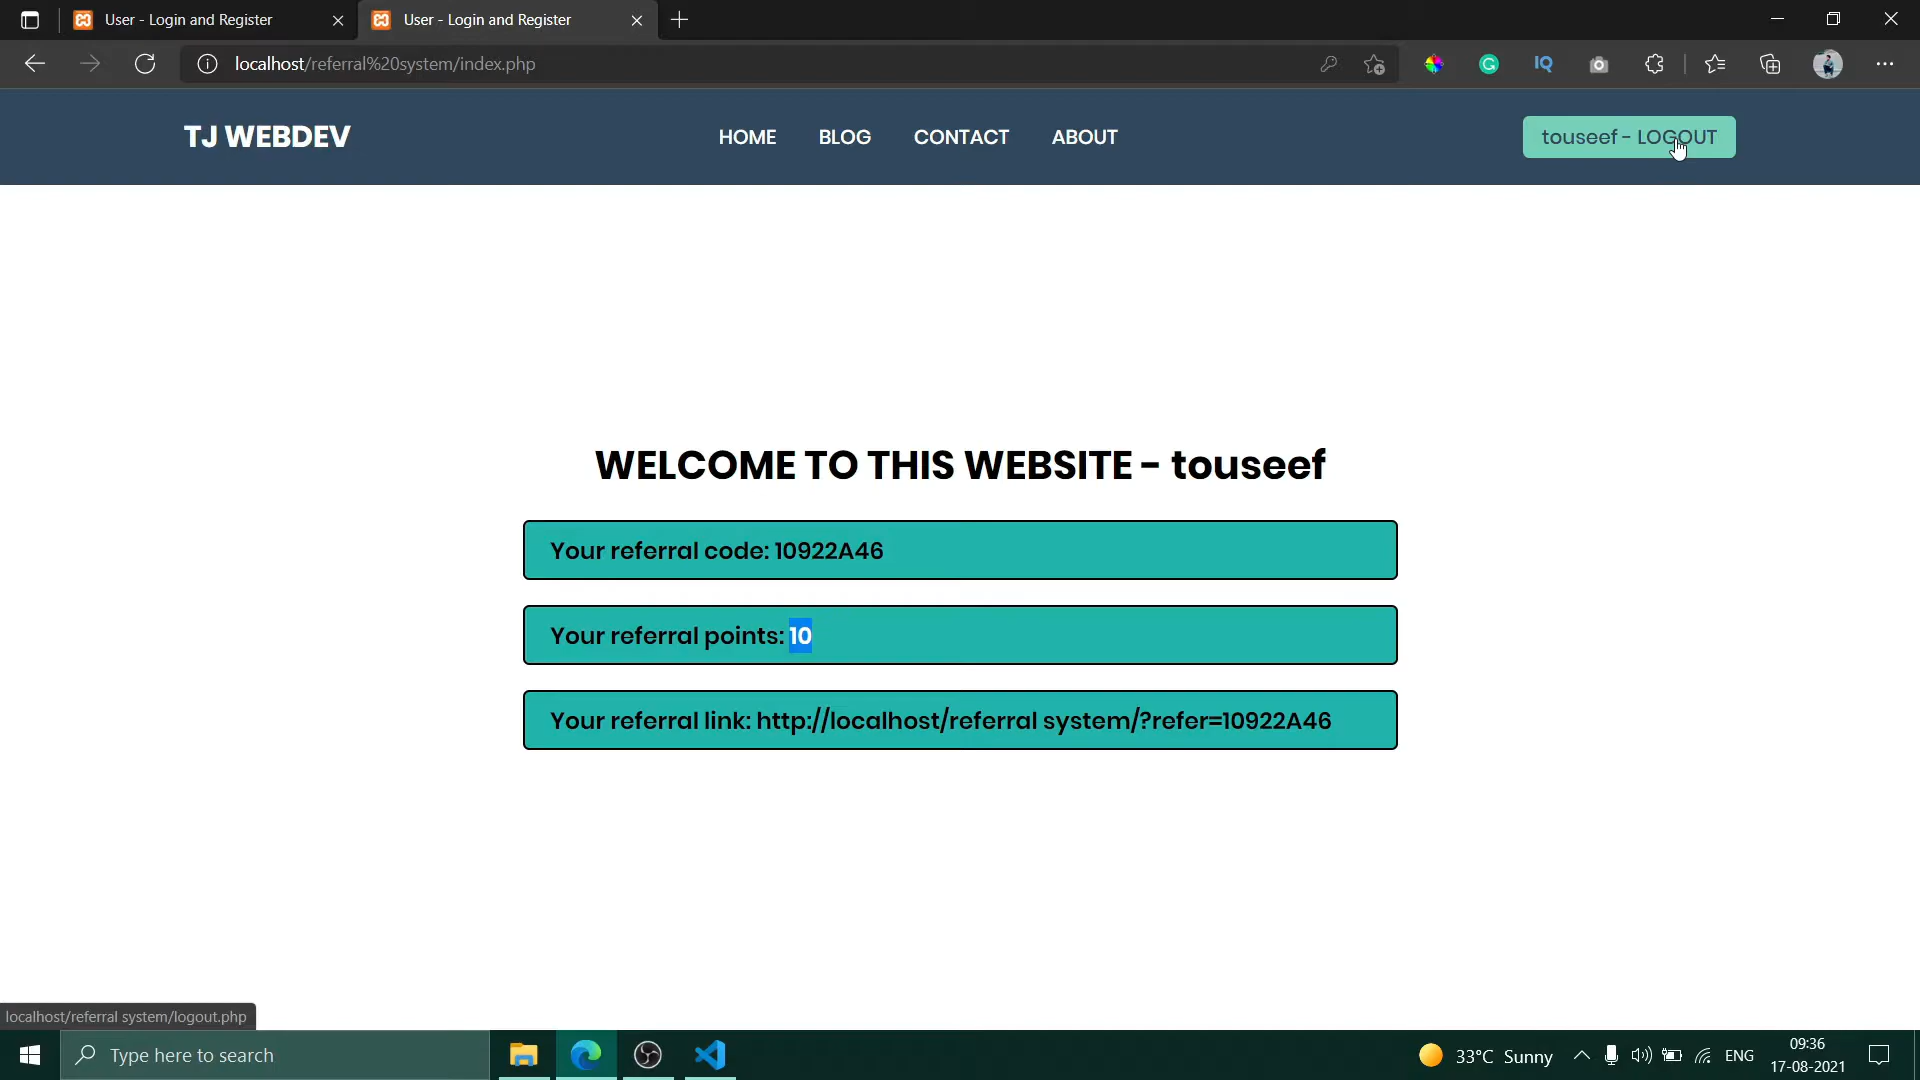 User - Login and Register
User - Login and Register
localhost/referral%20system/index.php
IQ
TJ WEBDEV
HOME
BLOG
CONTACT
ABOUT
touseef - LOGOUT
WELCOME TO THIS WEBSITE - touseef
Your referral code: 10922A46
Your referral points: 10
Your referral link: http://localhost/referral system/?refer=10922A46
localhost/referral system/logout.php
Type here to search
33°C Sunny
ENG
09:36
17-08-2021